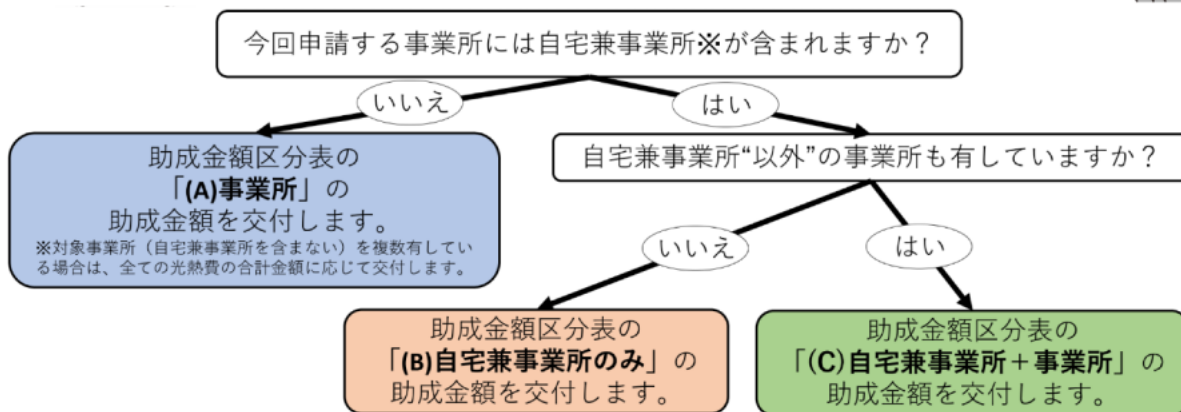 今回申請する事業所には自宅兼事業所※が含まれますか？
いいえ
はい
助成金額区分表の
「(A)事業所」の
助成金額を交付します。
※対象事業所（自宅兼事業所を含まない）を複数有してい
る場合は、全ての光熱費の合計金額に応じて交付します。
自宅兼事業所“以外”の事業所も有していますか？
いいえ
はい
助成金額区分表の
「(B)自宅兼事業所のみ」の
助成金額を交付します。
助成金額区分表の
「(C)自宅兼事業所＋事業所」の
助成金額を交付します。